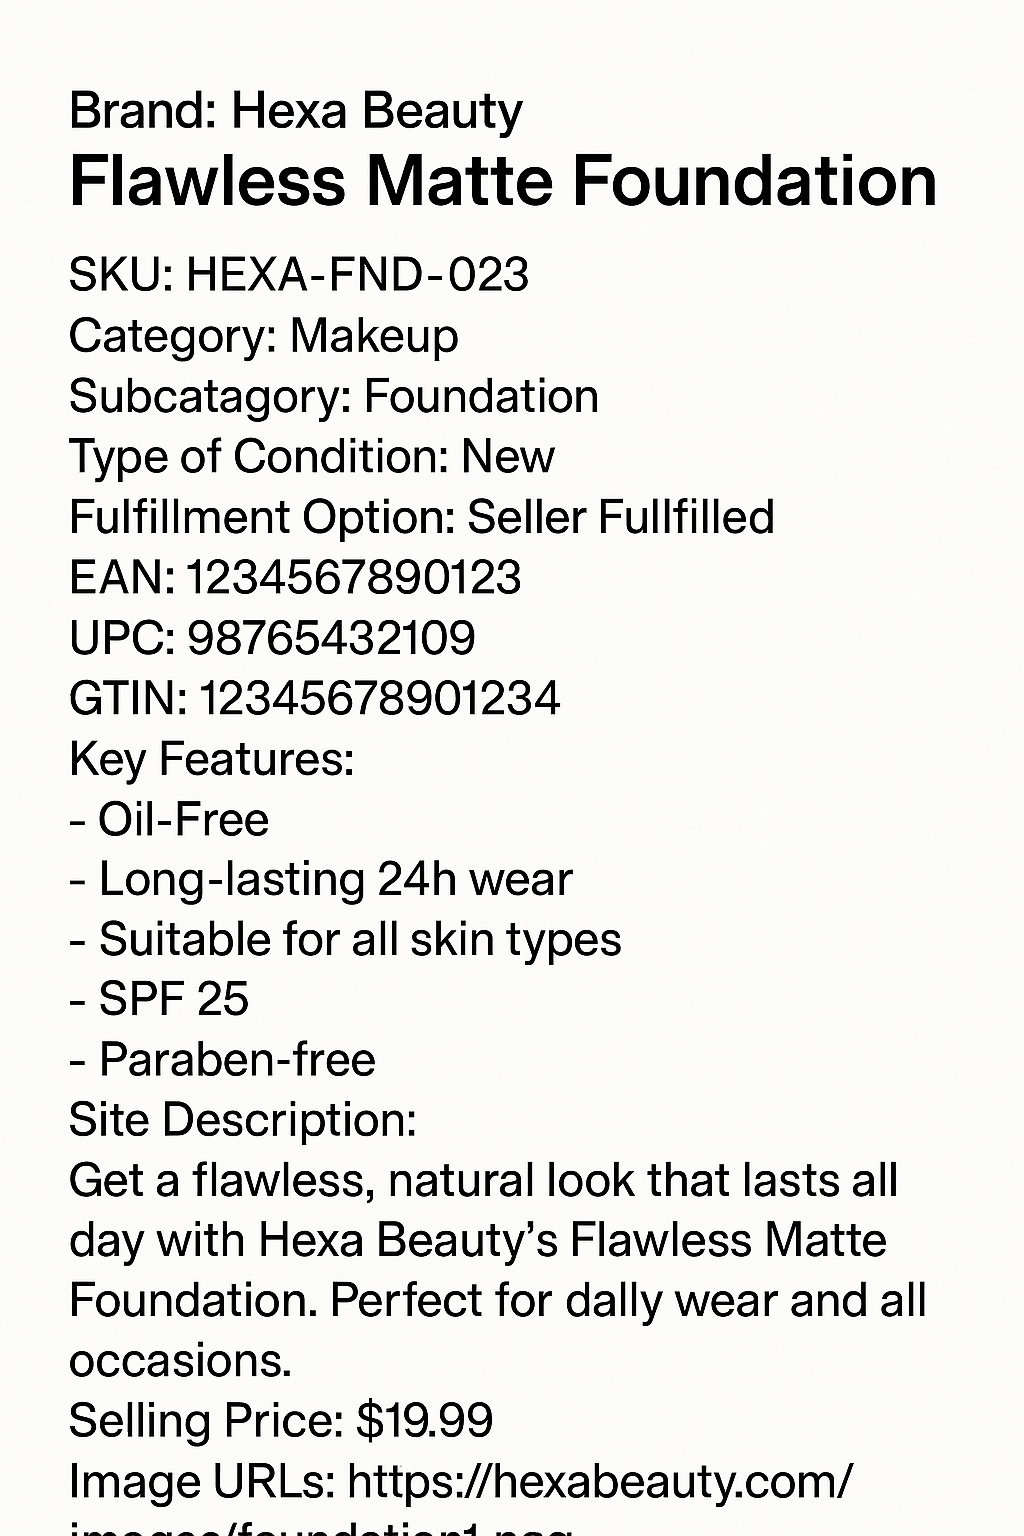 Brand: Hexa Beauty
Flawless Matte Foundation
SKU: HEXA-FND-023
Category: Makeup
Subcatagory: Foundation
Type of Condition: New
Fulfillment Option: Seller Fullfilled
EAN: 1234567890123
UPC: 98765432109
GTIN: 12345678901234
Key Features:
- Oil-Free
- Long-lasting 24h wear
- Suitable for all skin types
- SPF 25
- Paraben-free
Site Description:
Get a flawless, natural look that lasts all
day with Hexa Beauty’s Flawless Matte
Foundation. Perfect for dally wear and all
occasions.
Selling Price: $19.99
Image URLs: https://hexabeauty.com/